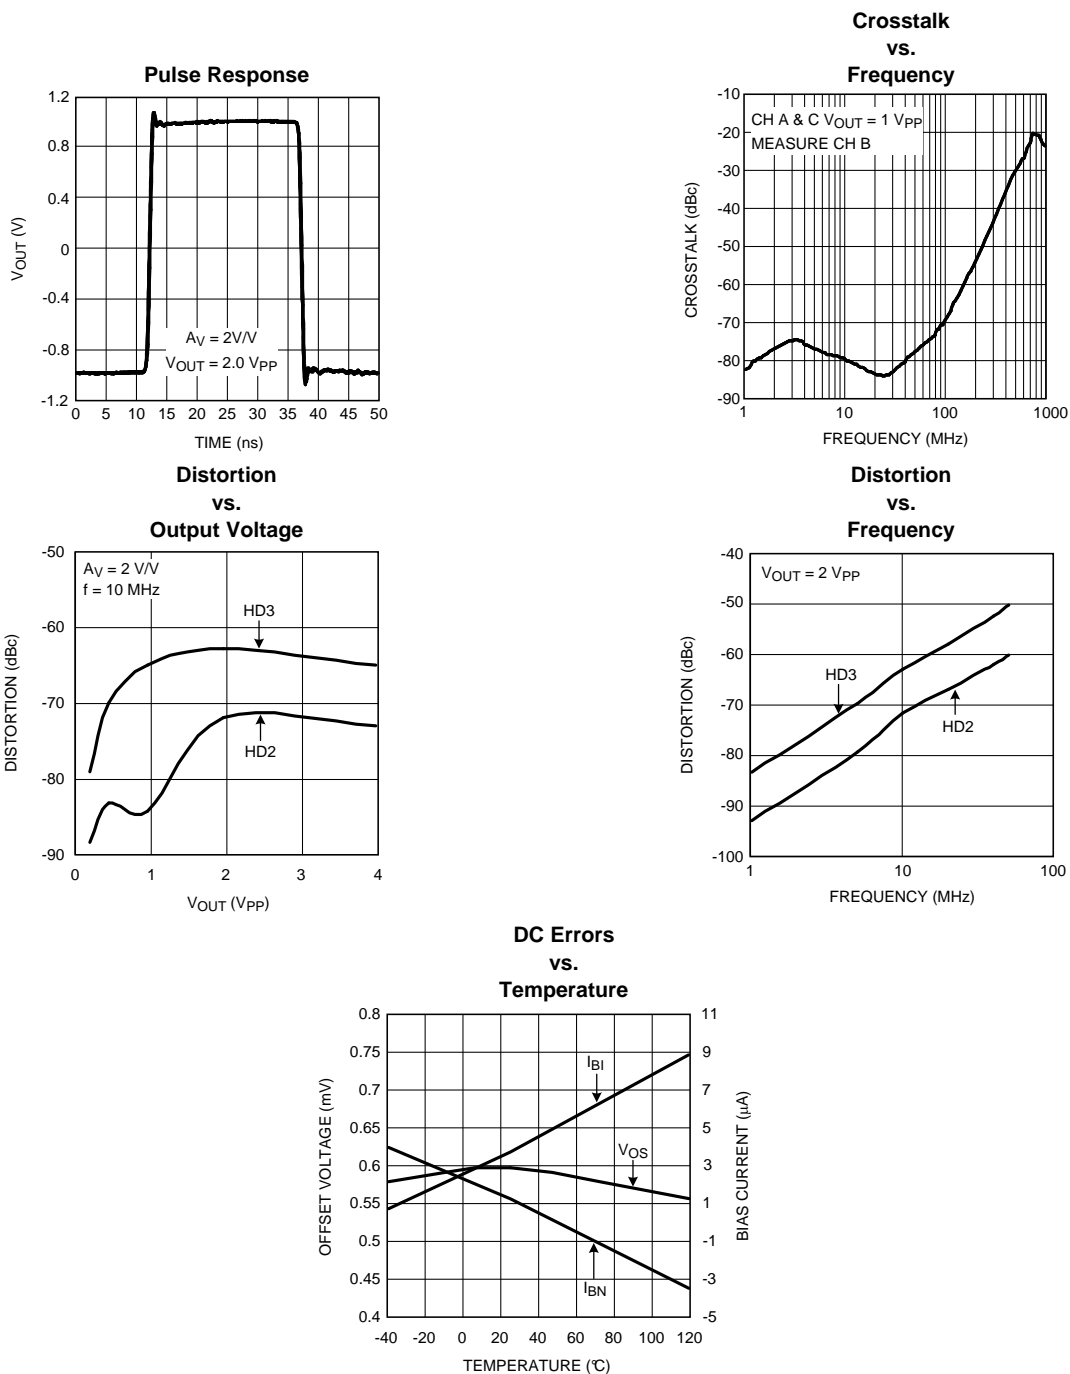 Pulse Response
1.2
0.8
0.4
0
-0.4
-0.8
-1.2
VOUT (V)
AV = 2V/V
VOUT = 2.0 VPP
0 5 10 15 20 25 30 35 40 45 50
TIME (ns)
Crosstalk
vs.
Frequency
-10
-20
-30
-40
-50
-60
-70
-80
-90
CROSSTALK (dBc)
CH A & C VOUT = 1 VPP
MEASURE CH B
1 10 100 1000
FREQUENCY (MHz)
Distortion
vs.
Output Voltage
-50
-60
-70
-80
-90
DISTORTION (dBc)
AV = 2 V/V
f = 10 MHz
HD3
HD2
0 1 2 3 4
VOUT (VPP)
Distortion
vs.
Frequency
-40
-50
-60
-70
-80
-90
-100
DISTORTION (dBc)
VOUT = 2 VPP
HD3
HD2
1 10 100
FREQUENCY (MHz)
DC Errors
vs.
Temperature
0.8
0.75
0.7
0.65
0.6
0.55
0.5
0.45
0.4
OFFSET VOLTAGE (mV)
IBI
VOS
IBN
11
9
7
5
3
1
-1
-3
-5
BIAS CURRENT (µA)
-40 -20 0 20 40 60 80 100 120
TEMPERATURE (°C)